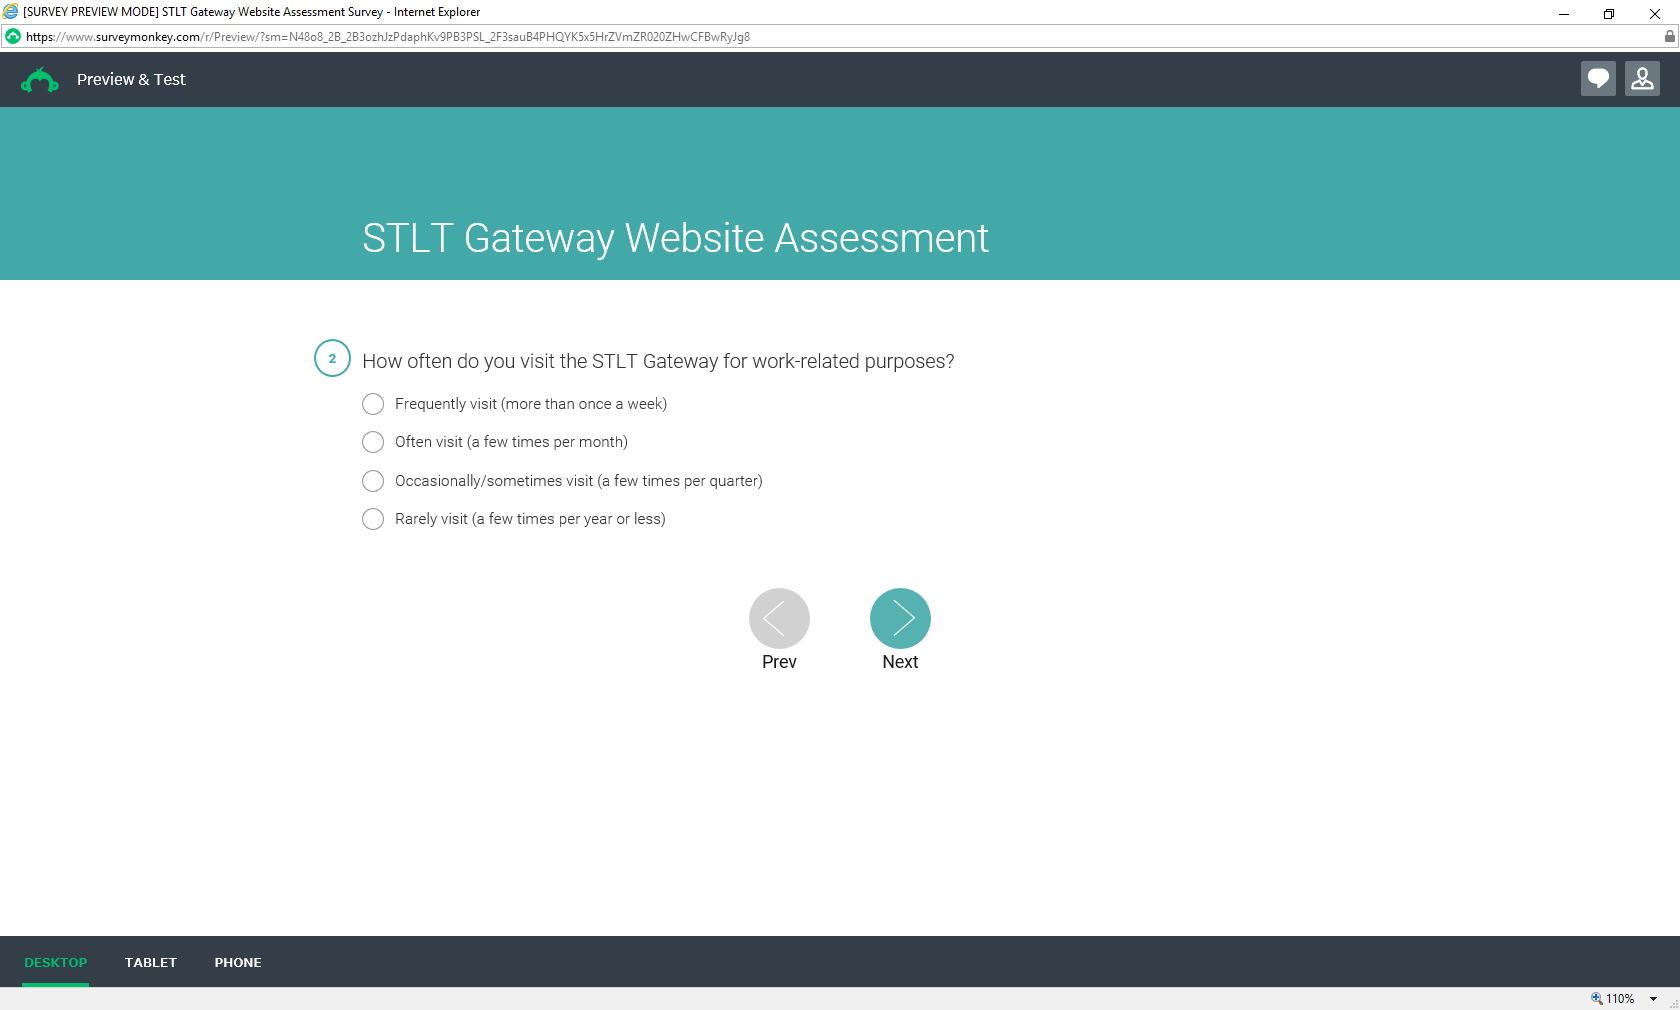 [SURVEY PREVIEW MODE] STLT Gateway Website Assessment Survey - Internet Explorer
https://www.surveymonkey.com/r/Preview/?sm=N48o8_2B_2B3ozhJzPdaphKv9PB3PSL_2F3sauB4PHQYK5x5HrZVmZR020ZHwCFBwRyJg8
Preview & Test
STLT Gateway Website Assessment
2 How often do you visit the STLT Gateway for work-related purposes?
Frequently visit (more than once a week)
Often visit (a few times per month)
Occasionally/sometimes visit (a few times per quarter)
Rarely visit (a few times per year or less)
Prev Next
DESKTOP TABLET PHONE
110%